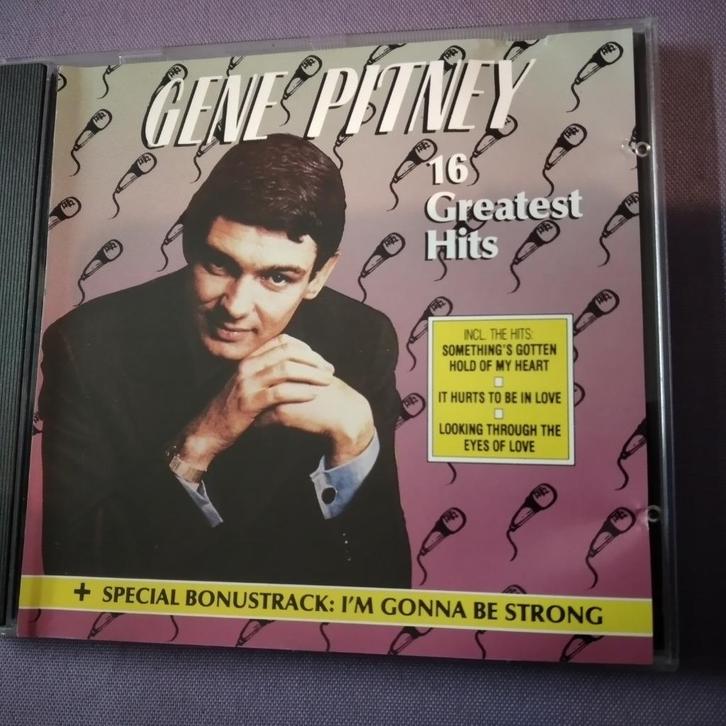 GENE PITNEY
16
Greatest
Hits
INCL. THE HITS:
SOMETHING'S GOTTEN
HOLD OF MY HEART
IT HURTS TO BE IN LOVE
LOOKING THROUGH THE
EYES OF LOVE
+ SPECIAL BONUSTRACK: I'M GONNA BE STRONG